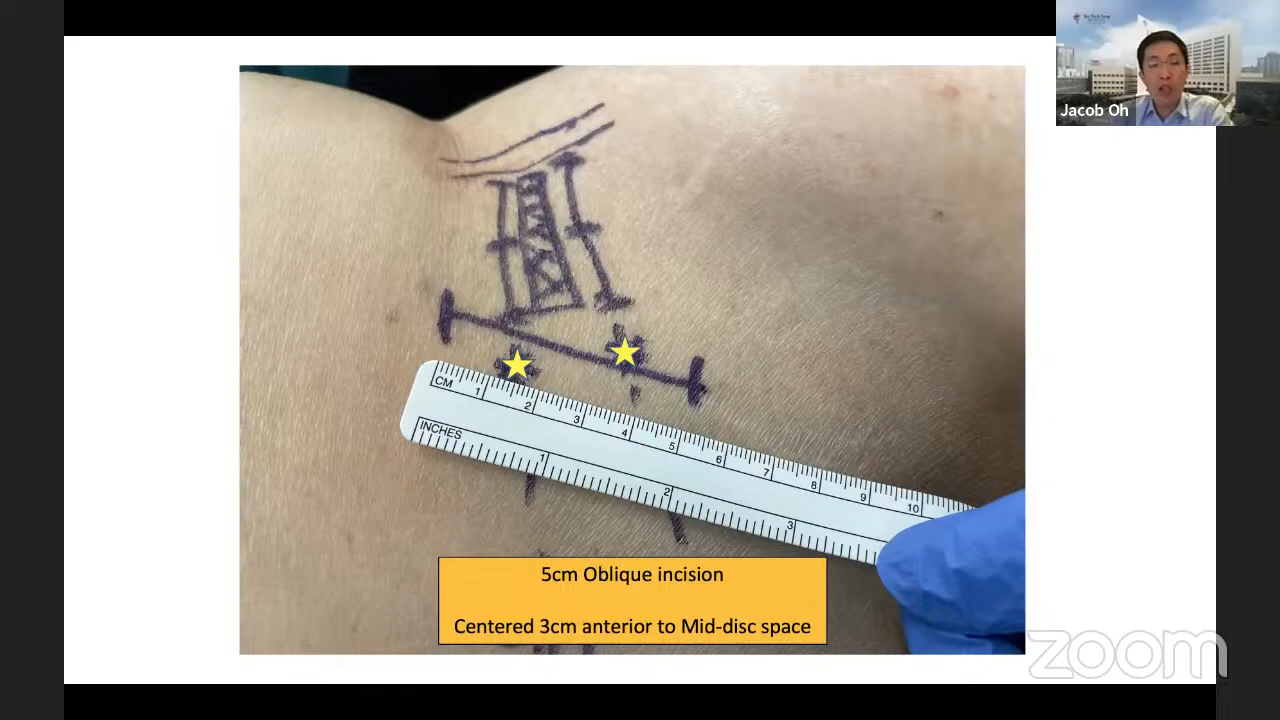 Jacob Oh
CM 1 2 3 4 5 6 7 8 9 10
INCHES 1 2 3
5cm Oblique incision
Centered 3cm anterior to Mid-disc space
zoom